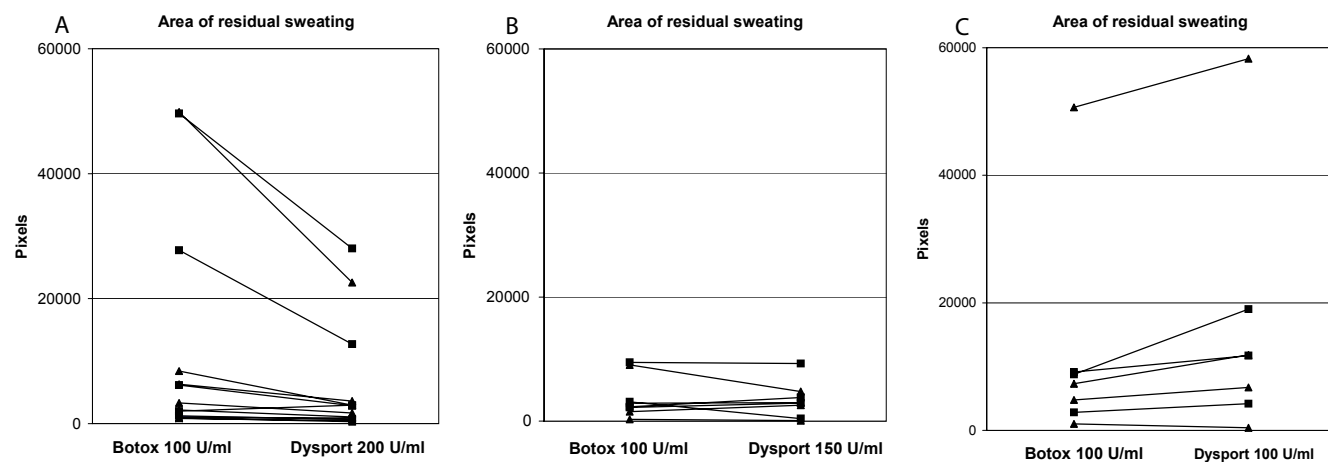 A
Area of residual sweating
60000
40000
20000
0
Pixels
Botox 100 U/ml
Dysport 200 U/ml
B
Area of residual sweating
60000
40000
20000
0
Pixels
Botox 100 U/ml
Dysport 150 U/ml
C
Area of residual sweating
60000
40000
20000
0
Pixels
Botox 100 U/ml
Dysport 100 U/ml